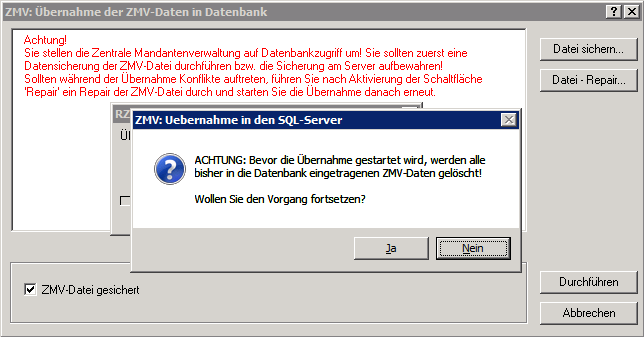 ZMV: Übernahme der ZMV-Daten in Datenbank
Achtung!
Sie stellen die Zentrale Mandantenverwaltung auf Datenbankzugriff um! Sie sollten zuerst eine
Datensicherung der ZMV-Datei durchführen bzw. die Sicherung am Server aufbewahren!
Sollten während der Übernahme Konflikte auftreten, führen Sie nach Aktivierung der Schaltfläche
'Repair' ein Repair der ZMV-Datei durch und starten Sie die Übernahme danach erneut.
Datei sichern...
Datei - Repair...
ZMV: Uebernahme in den SQL-Server
ACHTUNG: Bevor die Übernahme gestartet wird, werden alle
bisher in die Datenbank eingetragenen ZMV-Daten gelöscht!
Wollen Sie den Vorgang fortsetzen?
Ja
Nein
ZMV-Datei gesichert
Durchführen
Abbrechen